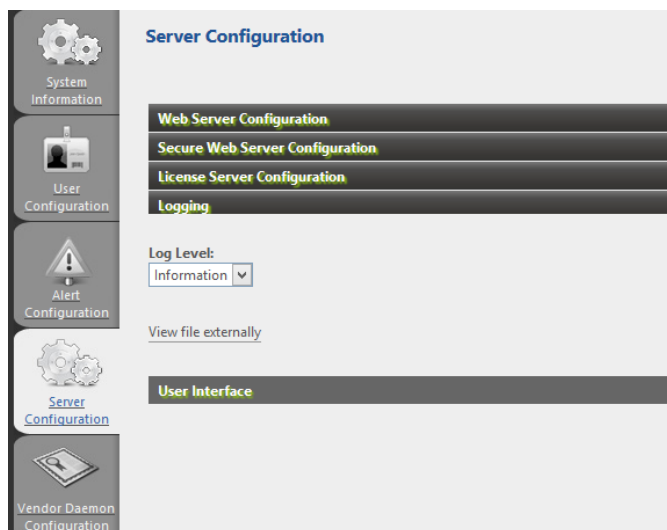 Server Configuration
System
Information
User
Configuration
Alert
Configuration
Server
Configuration
Vendor Daemon
Configuration
Web Server Configuration
Secure Web Server Configuration
License Server Configuration
Logging
Log Level:
Information
View file externally
User Interface